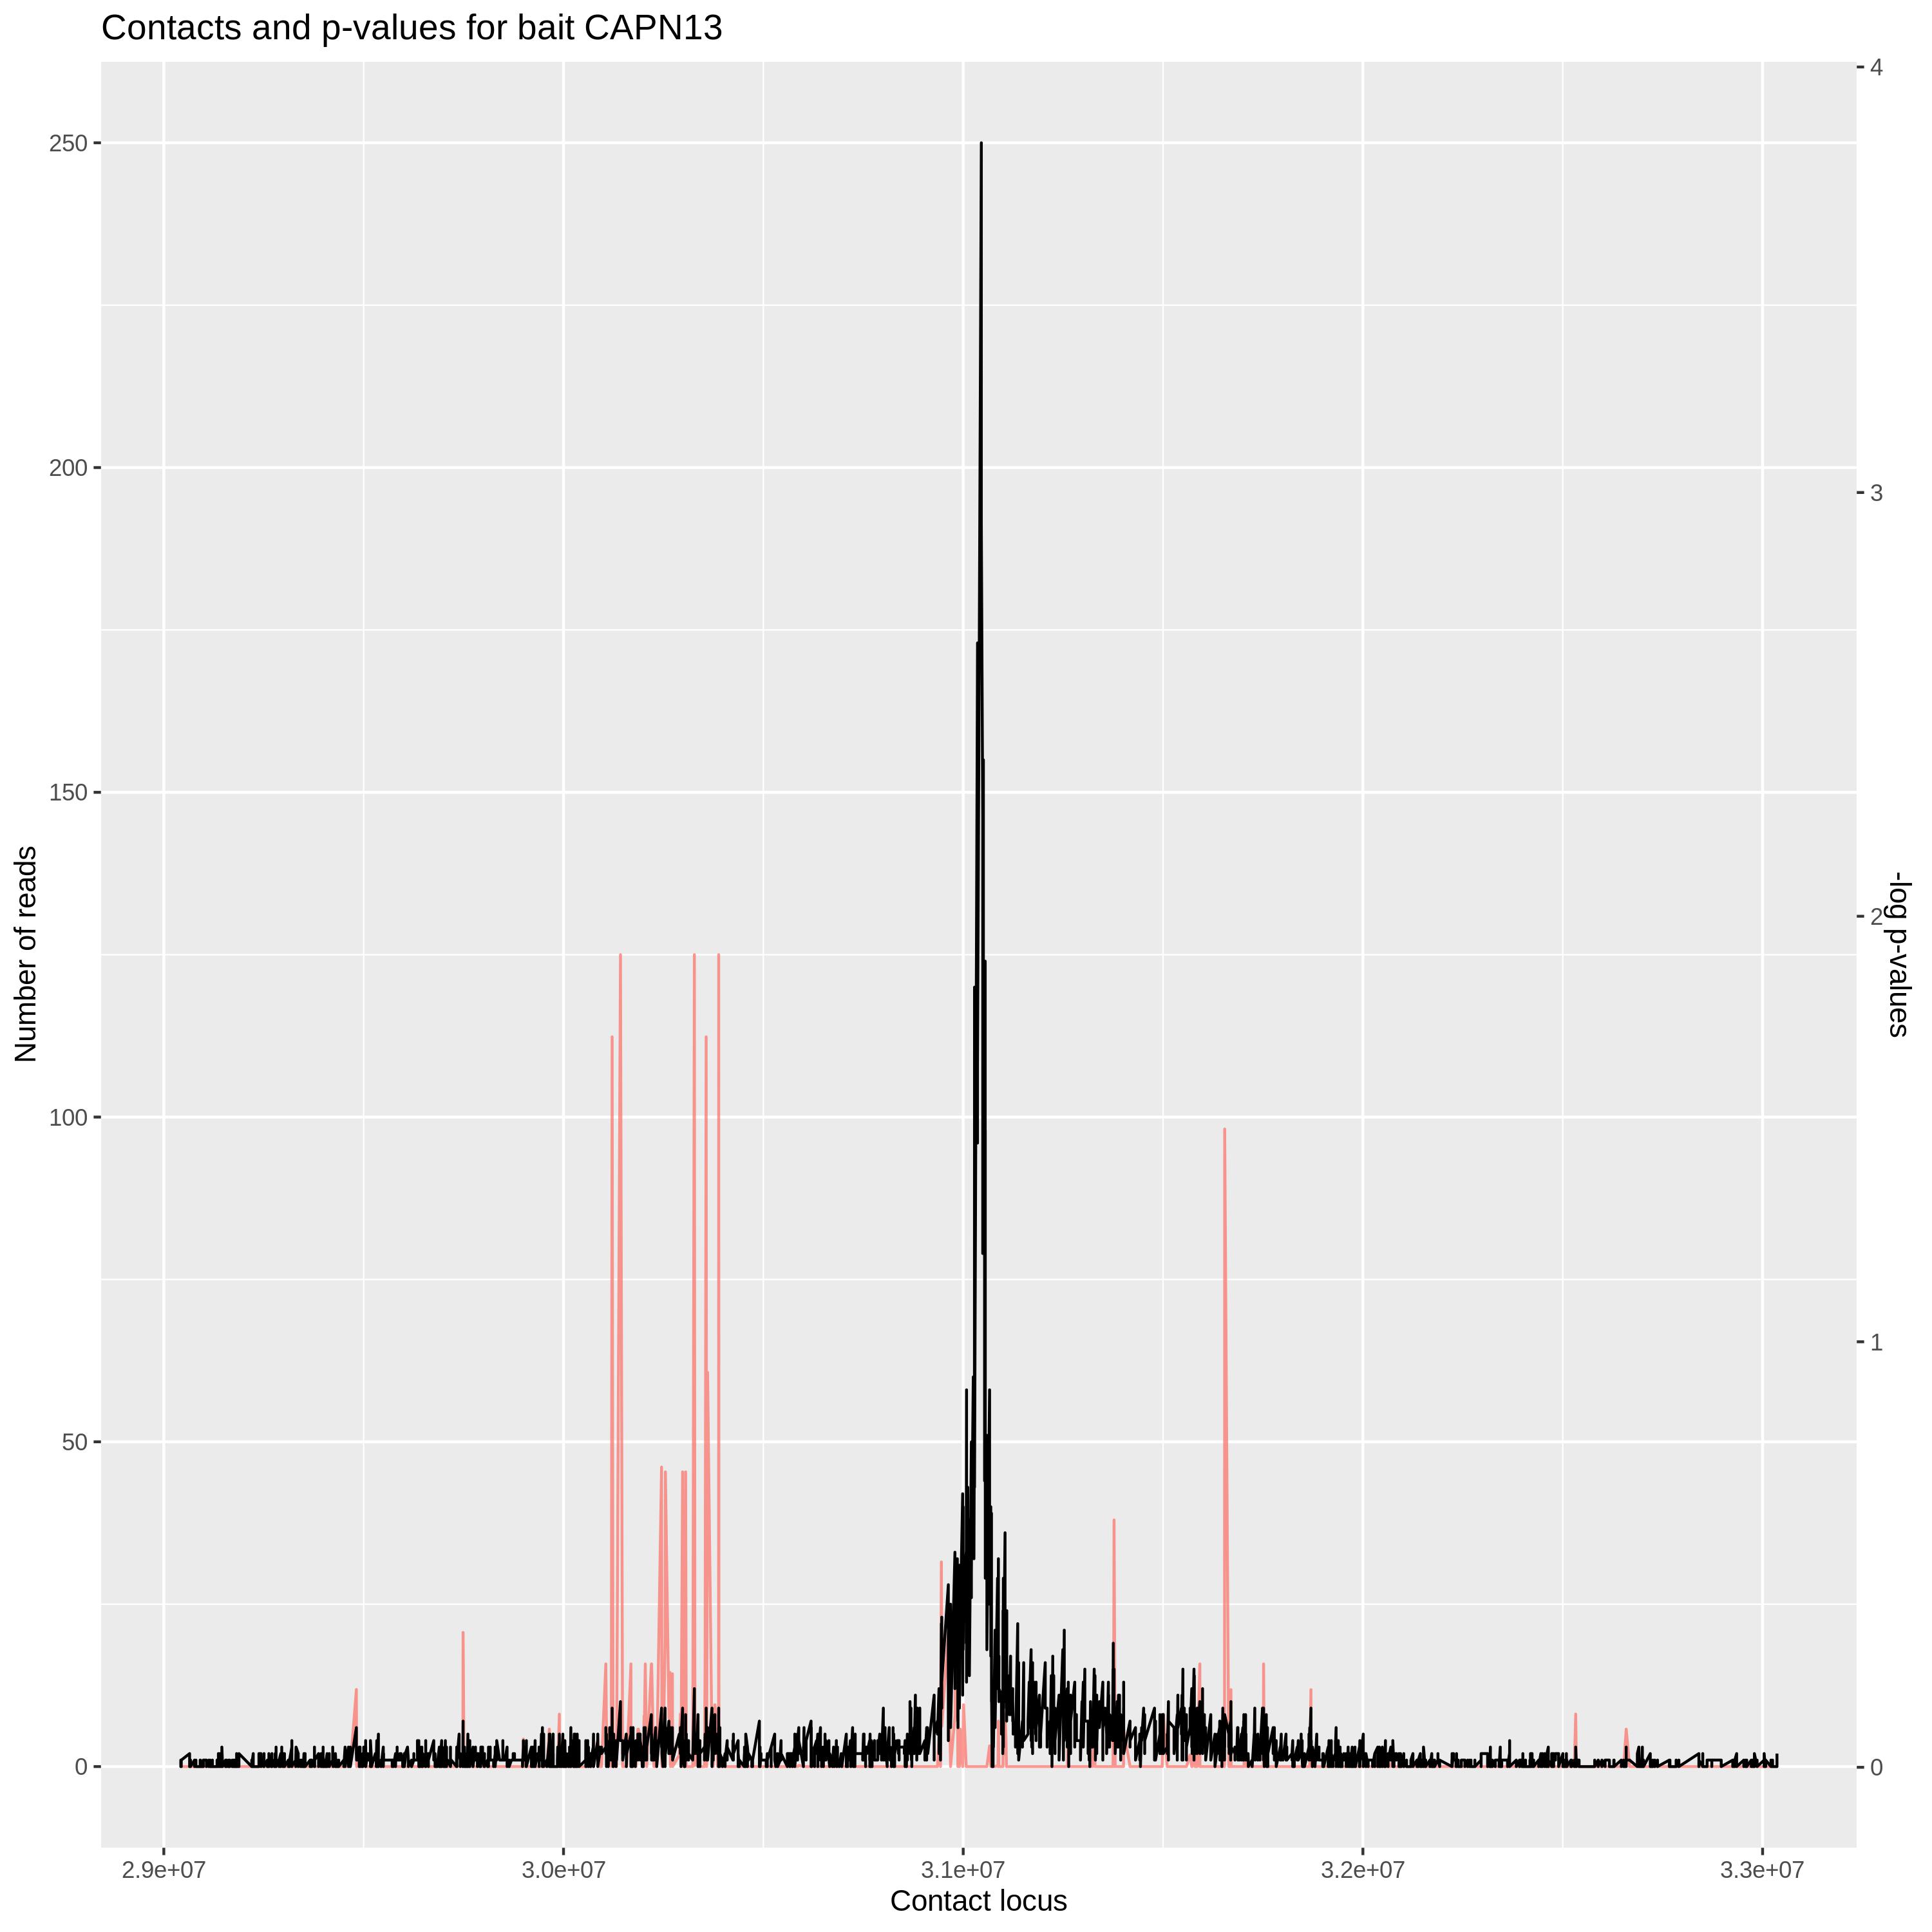 Contacts and p-values for bait CAPN13
Number of reads
250
200
150
100
50
0
4
3
2
1
0
-log p-values
2.9e+07 3.0e+07 3.1e+07 3.2e+07 3.3e+07
Contact locus